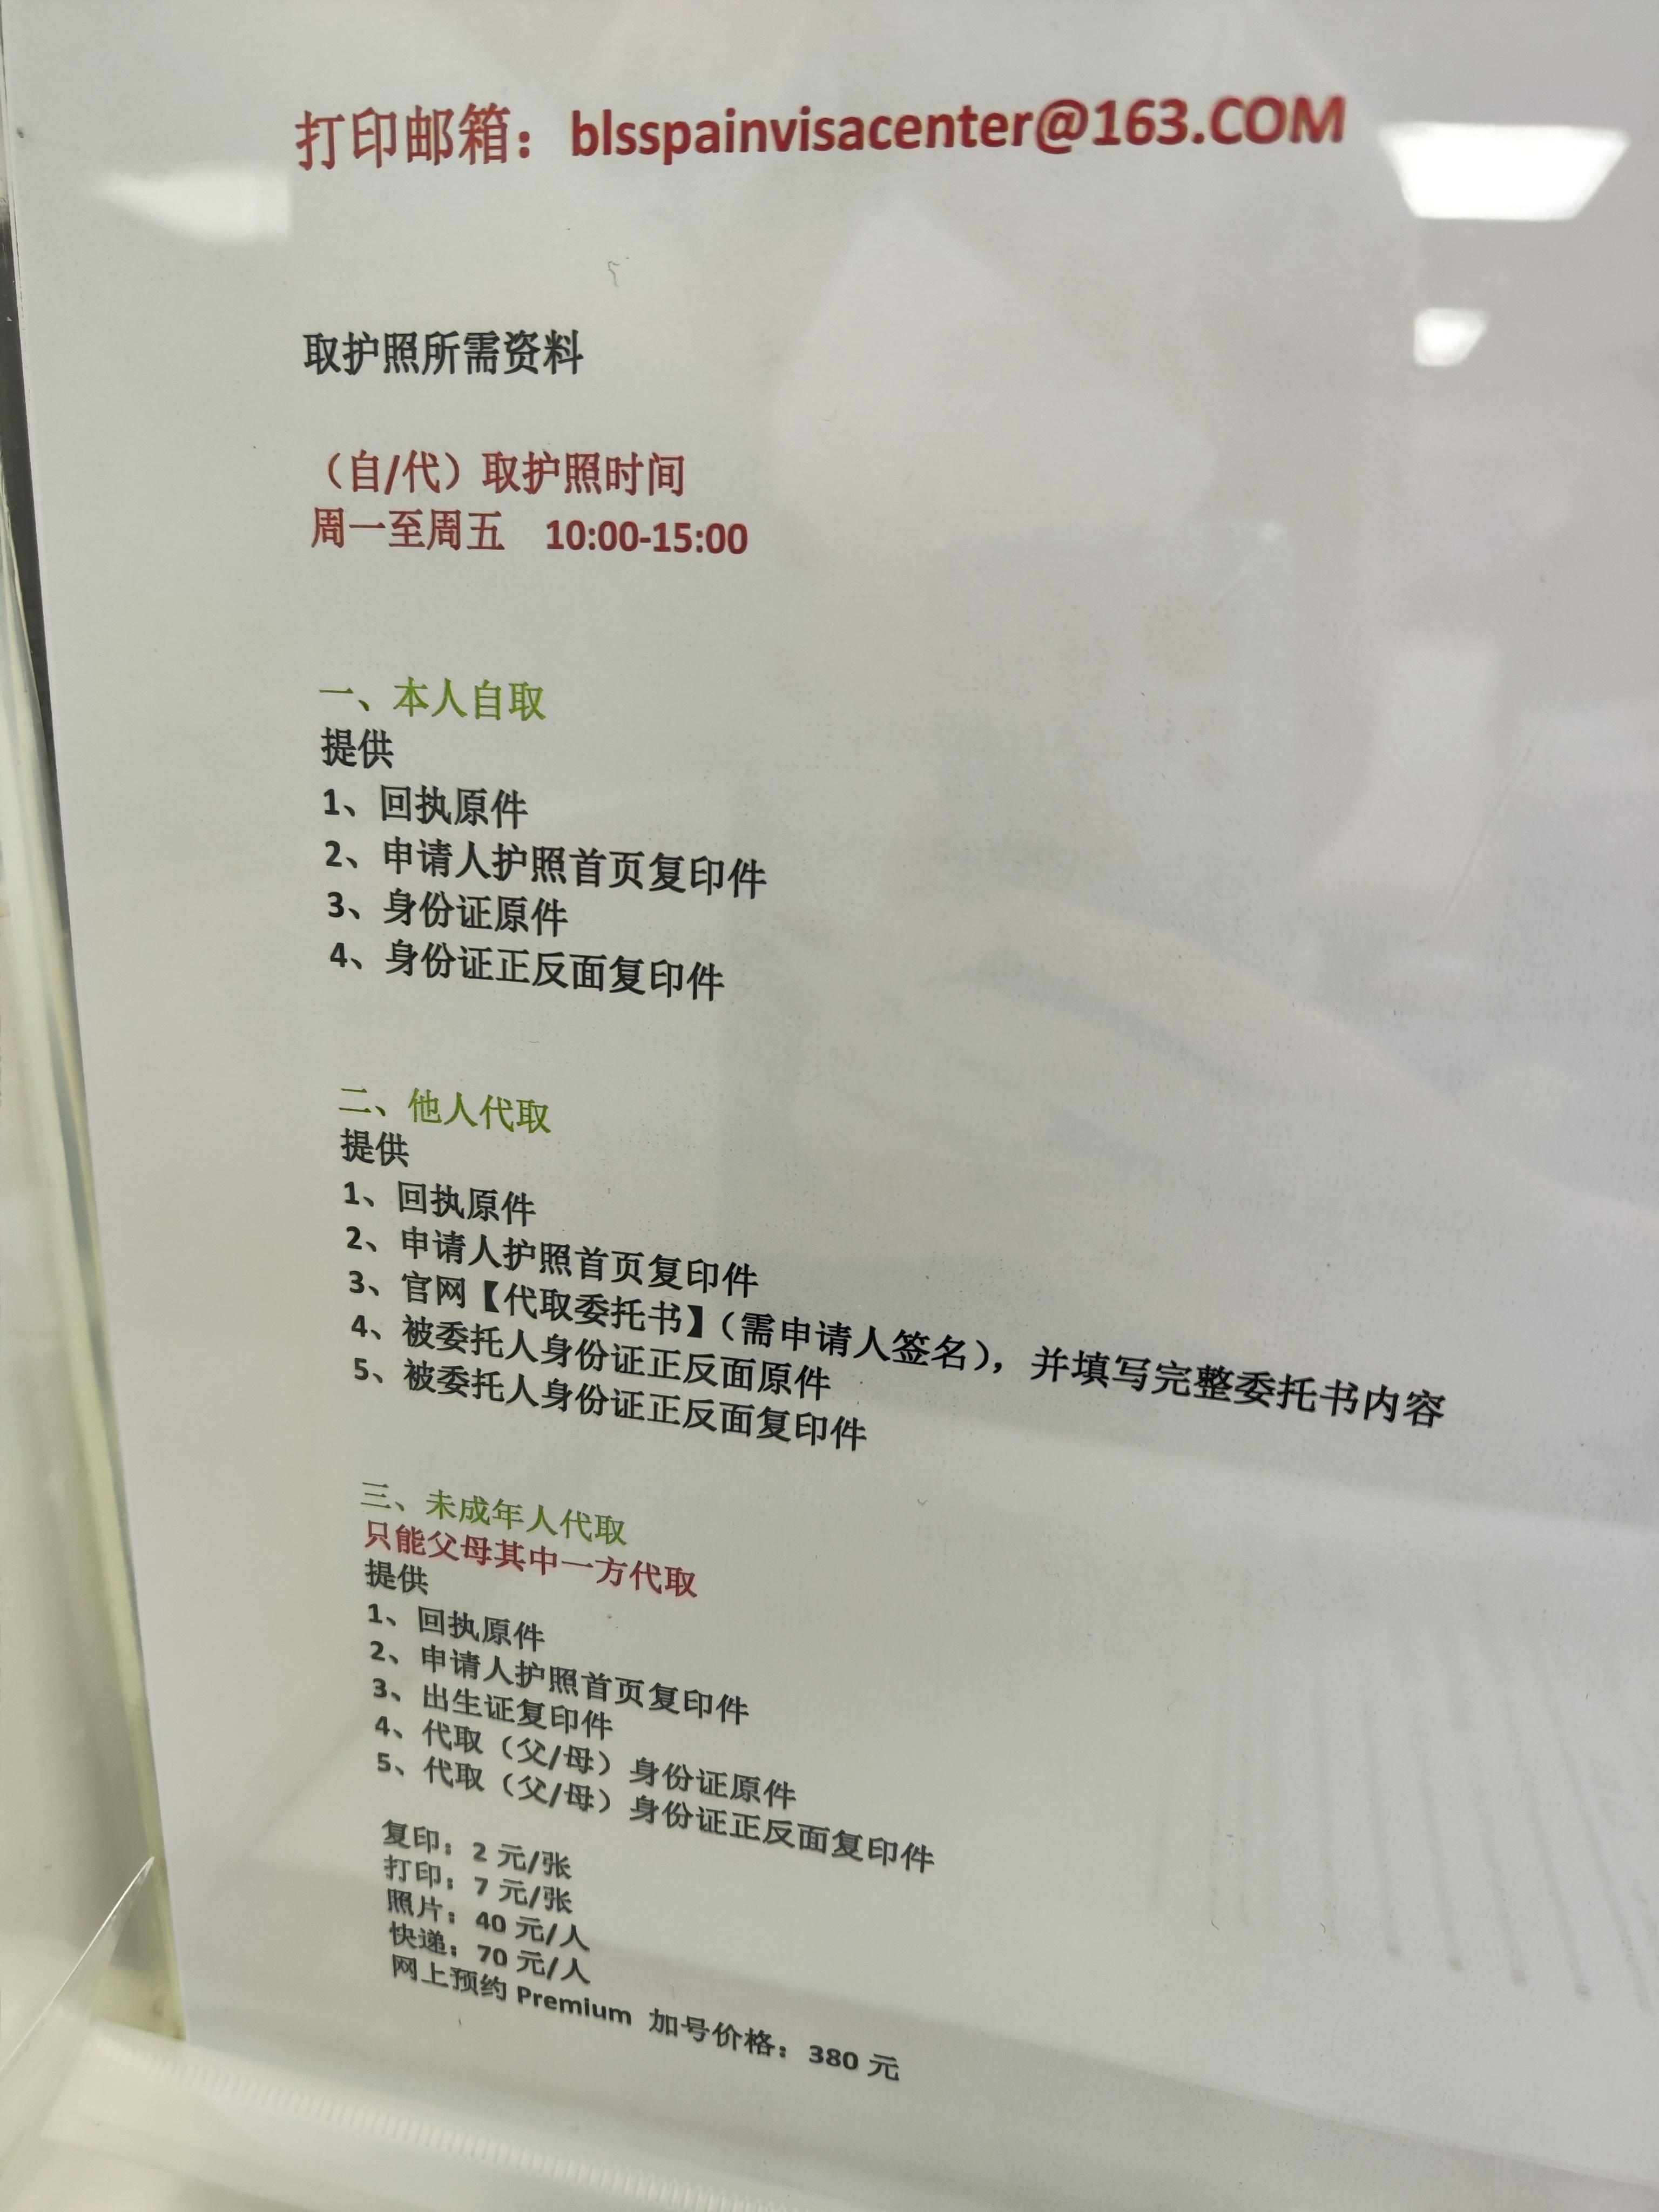 打印邮箱：blsspainvisacenter@163.COM
取护照所需资料
（自/代）取护照时间
周一至周五 10:00-15:00
一、本人自取
提供
1、回执原件
2、申请人护照首页复印件
3、身份证原件
4、身份证正反面复印件
二、他人代取
提供
1、回执原件
2、申请人护照首页复印件
3、官网【代取委托书】（需申请人签名），并填写完整委托书内容
4、被委托人身份证正反面原件
5、被委托人身份证正反面复印件
三、未成年人代取
只能父母其中一方代取
提供
1、回执原件
2、申请人护照首页复印件
3、出生证复印件
4、代取（父/母）身份证原件
5、代取（父/母）身份证正反面复印件
复印：2 元/张
打印：7 元/张
照片：40 元/人
快递：70 元/人
网上预约 Premium 加号价格：380 元